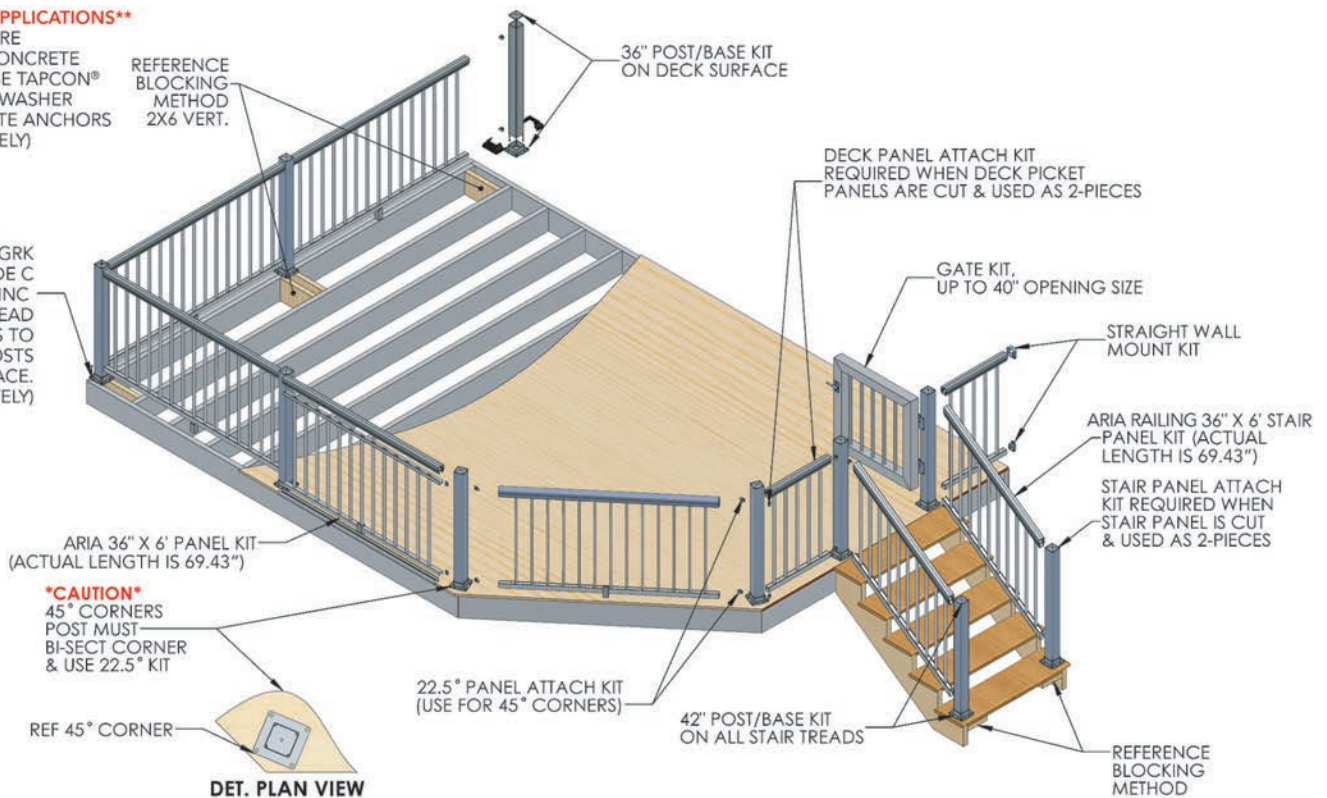 PPLICATIONS**
RE
ONCRETE
E TAPCON®
WASHER
TE ANCHORS
ELY)
REFERENCE
BLOCKING
METHOD
2X6 VERT.
36" POST/BASE KIT
ON DECK SURFACE
DECK PANEL ATTACH KIT
REQUIRED WHEN DECK PICKET
PANELS ARE CUT & USED AS 2-PIECES
GRK
DE C
INC
EAD
S TO
OSTS
ACE.
TELY)
GATE KIT,
UP TO 40" OPENING SIZE
STRAIGHT WALL
MOUNT KIT
ARIA RAILING 36" X 6' STAIR
PANEL KIT (ACTUAL
LENGTH IS 69.43")
STAIR PANEL ATTACH
KIT REQUIRED WHEN
STAIR PANEL IS CUT
& USED AS 2-PIECES
ARIA 36" X 6' PANEL KIT
(ACTUAL LENGTH IS 69.43")
*CAUTION*
45° CORNERS
POST MUST
BI-SECT CORNER
& USE 22.5° KIT
REF 45° CORNER
DET. PLAN VIEW
22.5° PANEL ATTACH KIT
(USE FOR 45° CORNERS)
42" POST/BASE KIT
ON ALL STAIR TREADS
REFERENCE
BLOCKING
METHOD